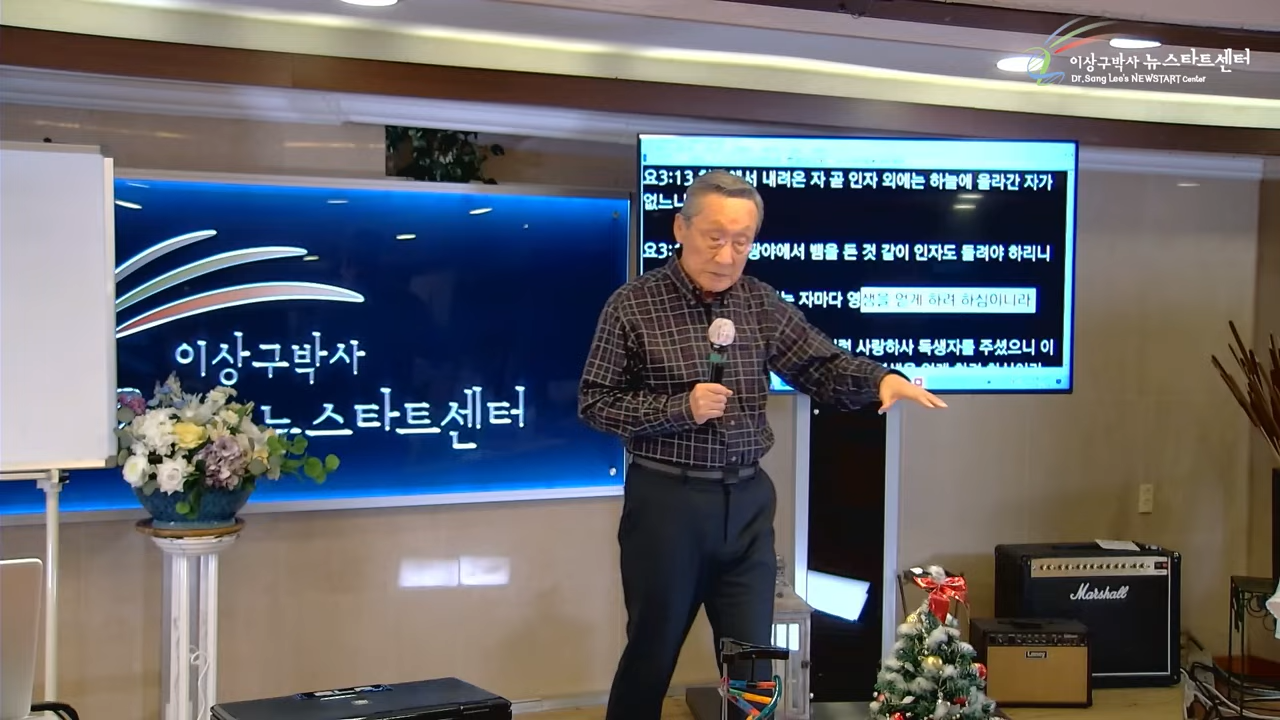 이상구박사 뉴스타트센터
Dr. Sang Lee's NEWSTART Center
요3:13 서 내려온 자 곧 인자 외에는 하늘에 올라간 자가
없느니
요3: 광야에서 뱀을 든 것 같이 인자도 들려야 하리니
는 자마다 영생을 얻게 하려 하심이니라
사랑하사 독생자를 주셨으니 이
이상구박사
뉴스타트센터
Marshall
Laney